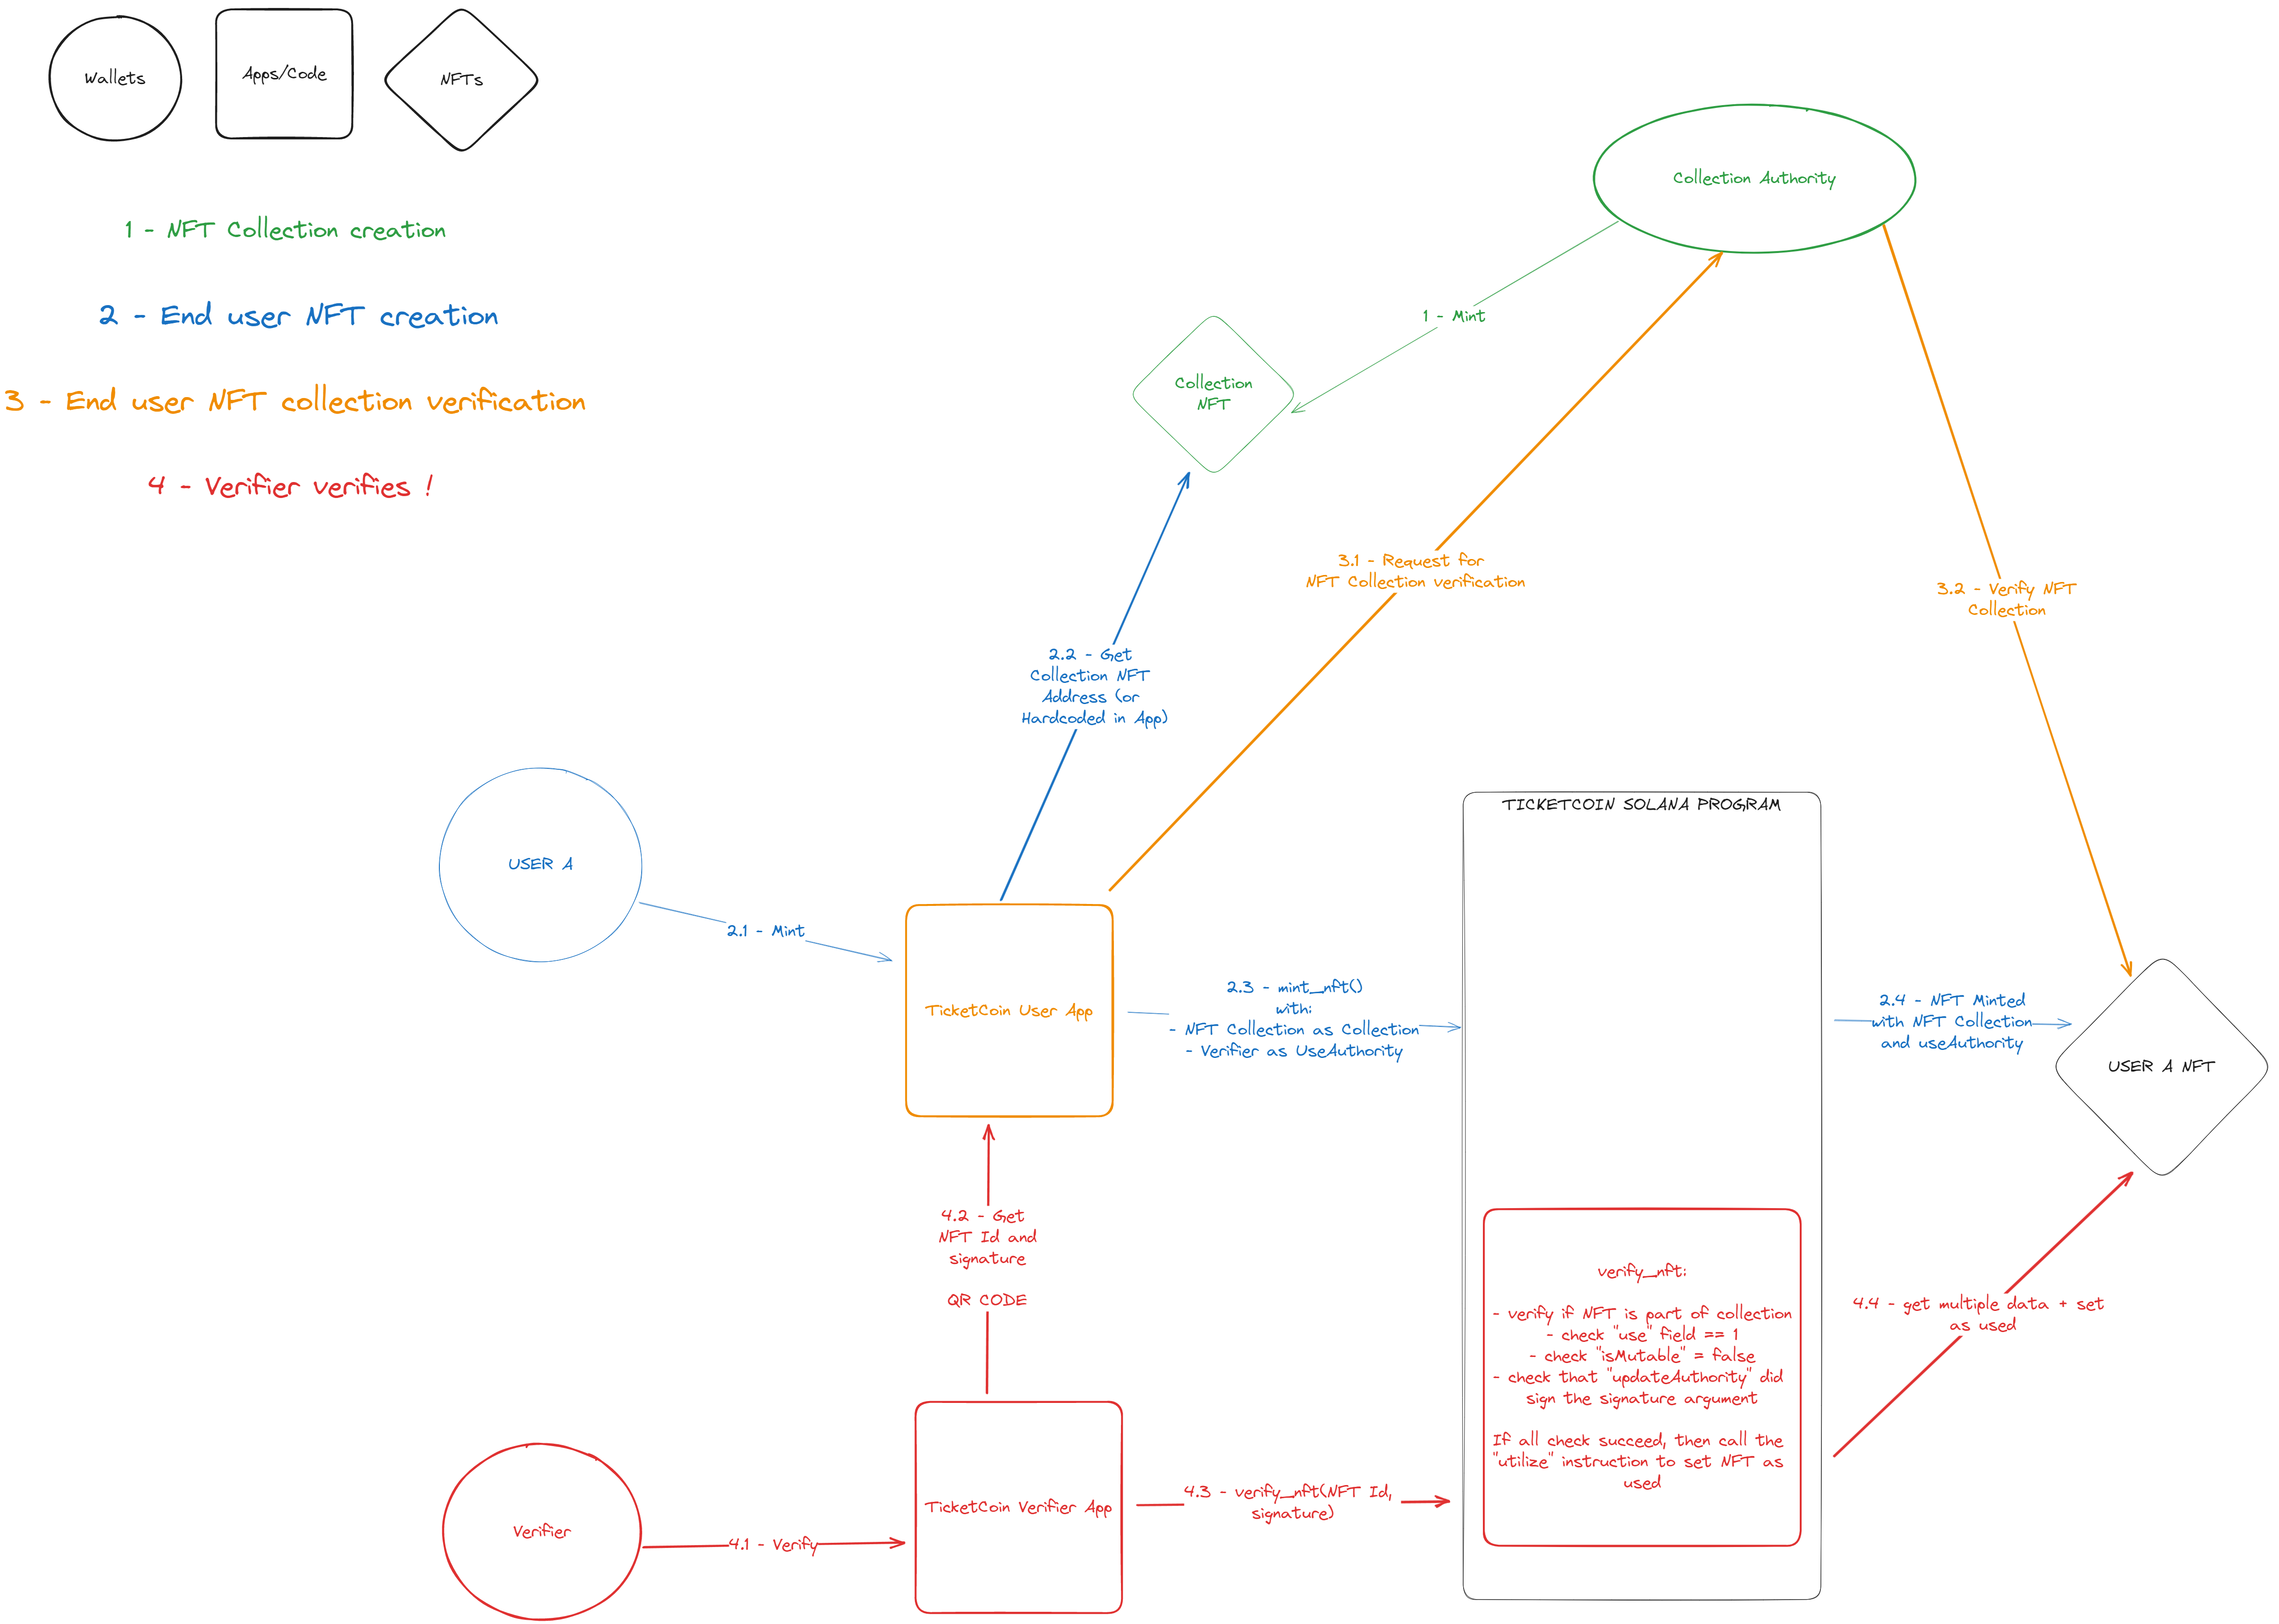 Wallets
Apps/Code
NFTs
1 - NFT Collection creation
2 - End user NFT creation
3 - End user NFT collection verification
4 - Verifier verifies !
Collection Authority
1 - Mint
Collection
NFT
3.1 - Request for
NFT Collection verification
3.2 - Verify NFT
Collection
2.2 - Get
Collection NFT
Address (or
Hardcoded in App)
USER A
2.1 - Mint
TicketCoin User App
2.3 - mint_nft()
with:
- NFT Collection as Collection
- Verifier as UseAuthority
TICKETCOIN SOLANA PROGRAM
2.4 - NFT Minted
with NFT Collection
and useAuthority
USER A NFT
4.2 - Get
NFT Id and
signature
QR CODE
verify_nft:
- verify if NFT is part of collection
- check "use" field == 1
- check "isMutable" = false
- check that "updateAuthority" did
sign the signature argument
If all check succeed, then call the
"utilize" instruction to set NFT as
used
4.4 - get multiple data + set
as used
Verifier
4.1 - Verify
TicketCoin Verifier App
4.3 - verify_nft(NFT Id,
signature)